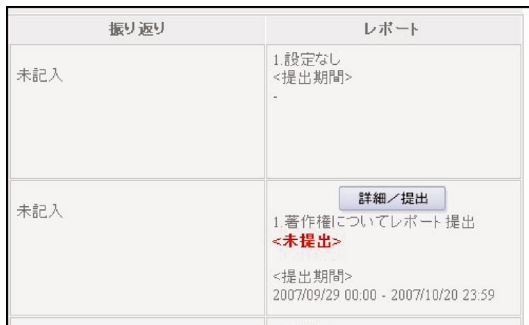 振り返り
レポート
未記入
1.設定なし
<提出期間>
-
未記入
詳細／提出
1.著作権についてレポート提出
<未提出>
<提出期間>
2007/09/29 00:00 - 2007/10/20 23:59